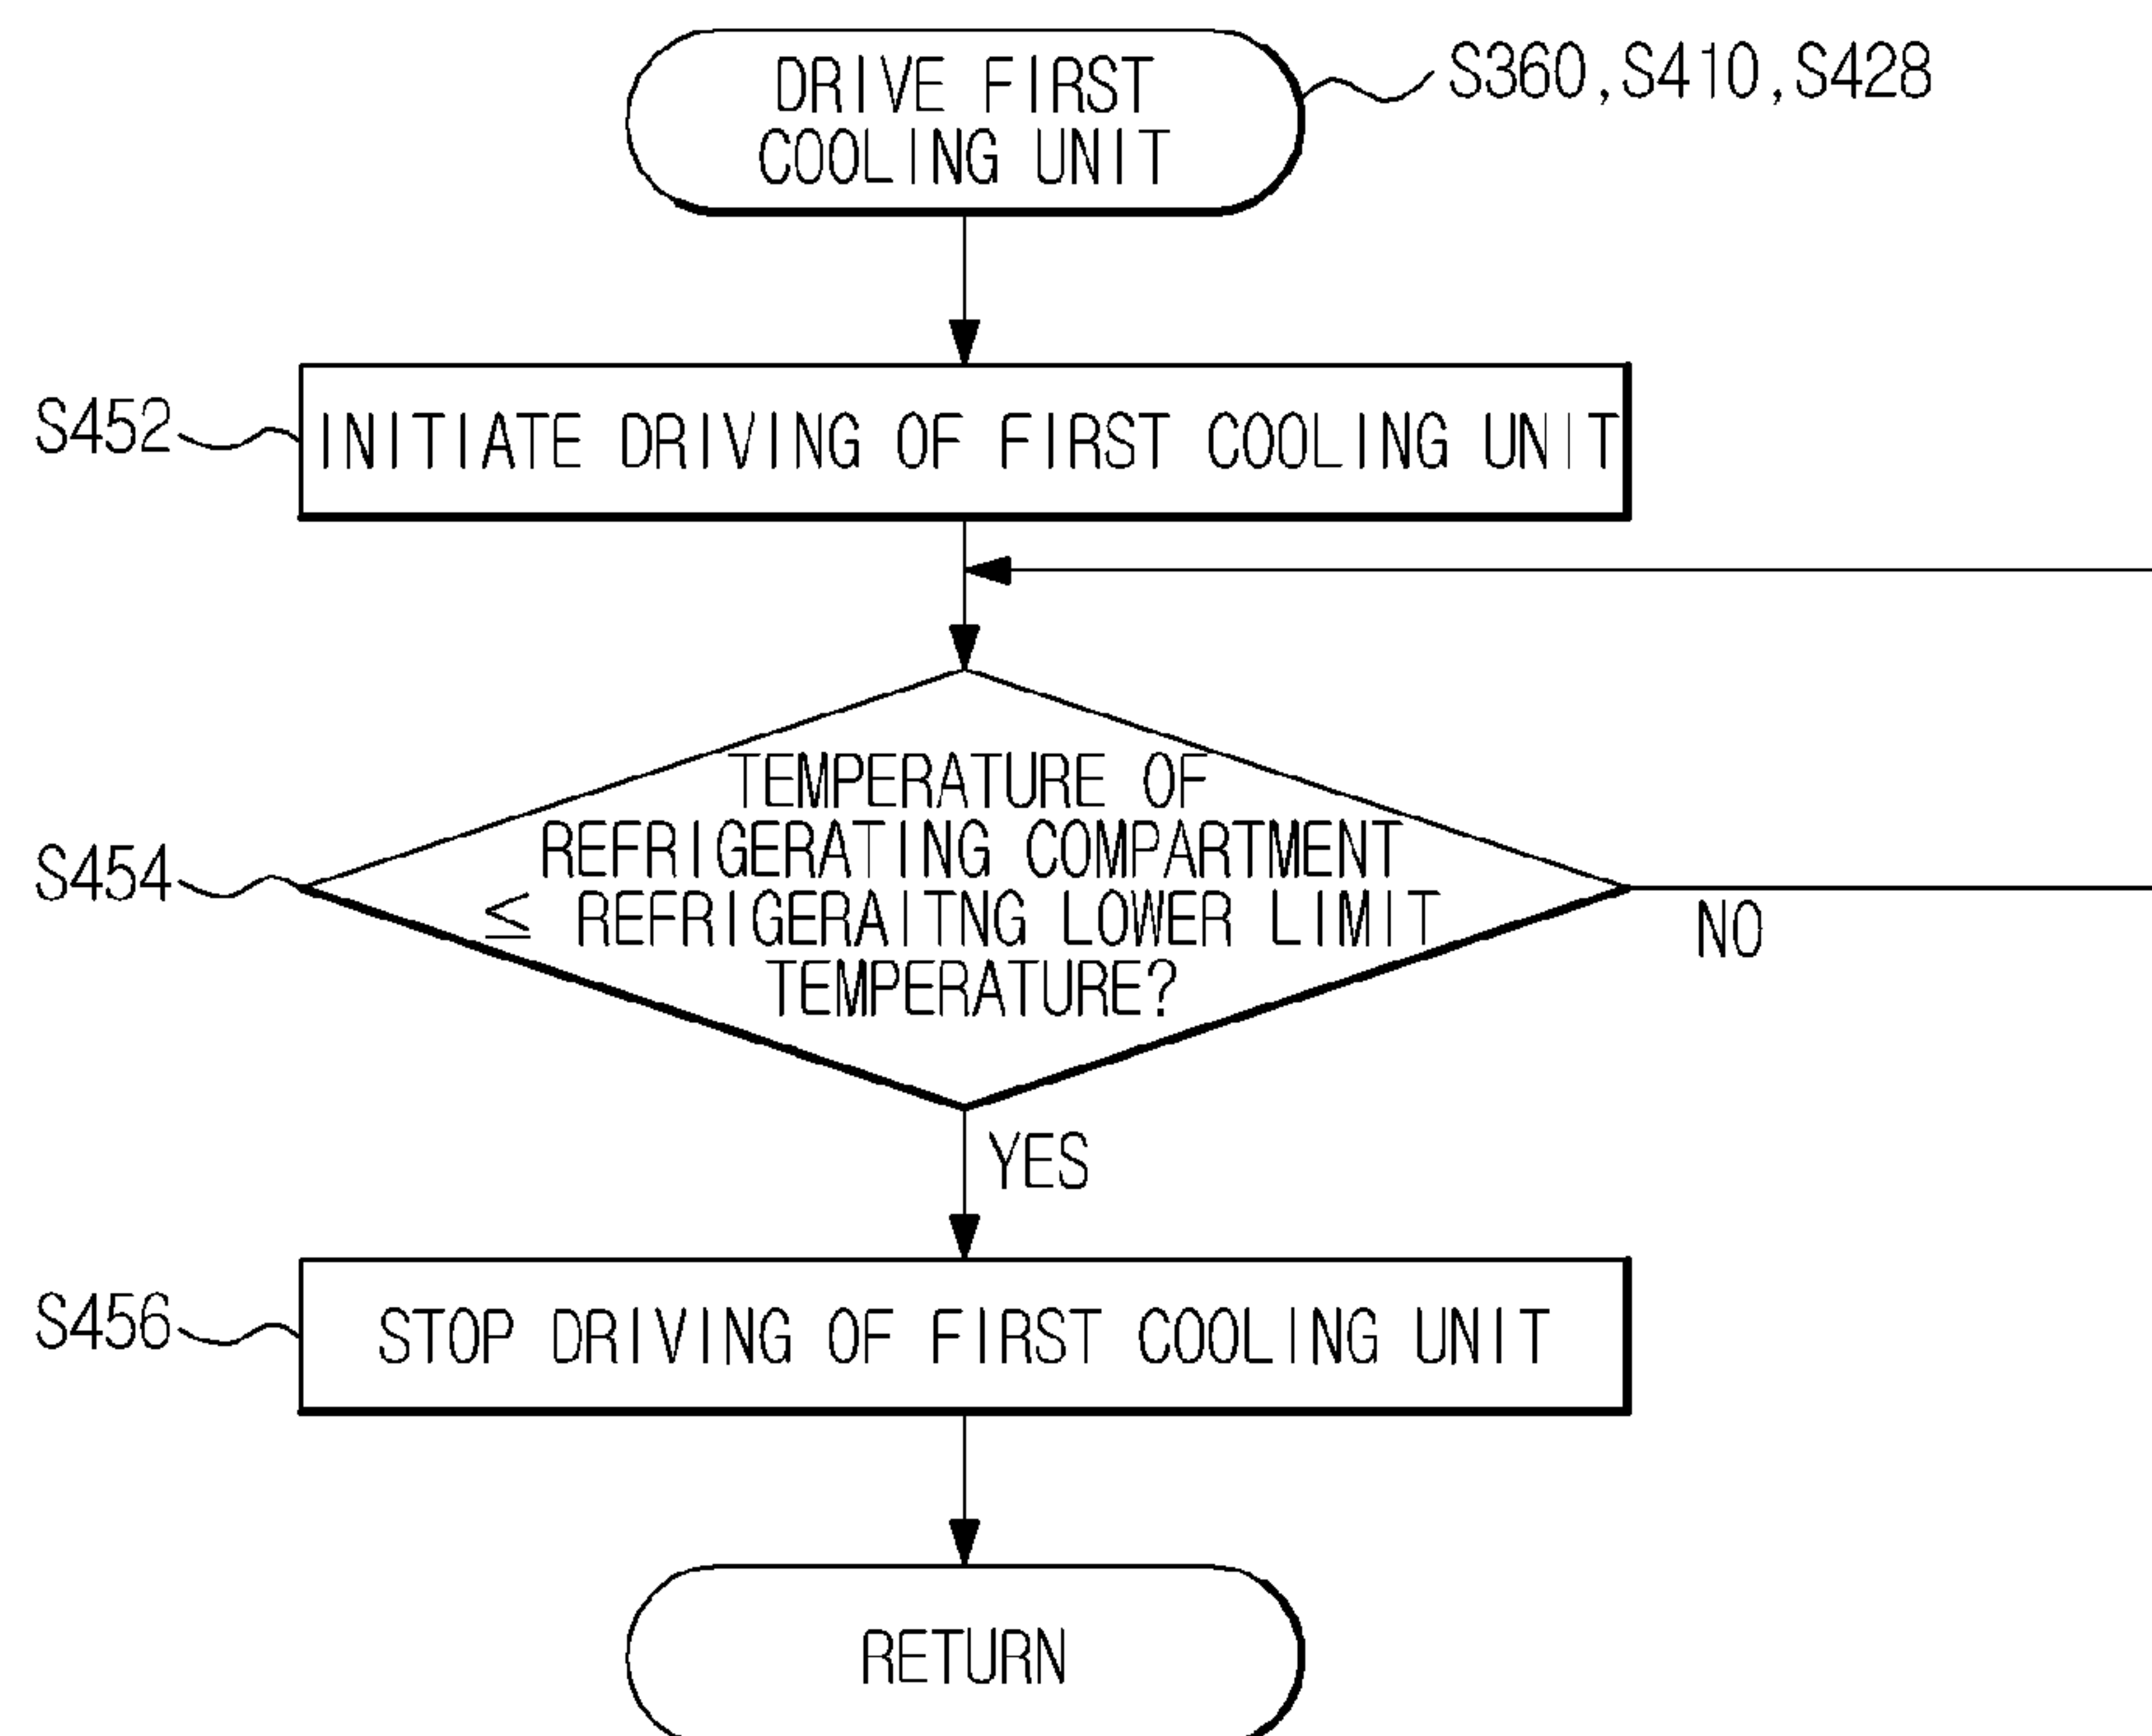 DRIVE FIRST
COOLING UNIT
S360,S410,S428
S452
INITIATE DRIVING OF FIRST COOLING UNIT
TEMPERATURE OF
REFRIGERATING COMPARTMENT
≤ REFRIGERAITNG LOWER LIMIT
TEMPERATURE?
S454
NO
YES
S456
STOP DRIVING OF FIRST COOLING UNIT
RETURN